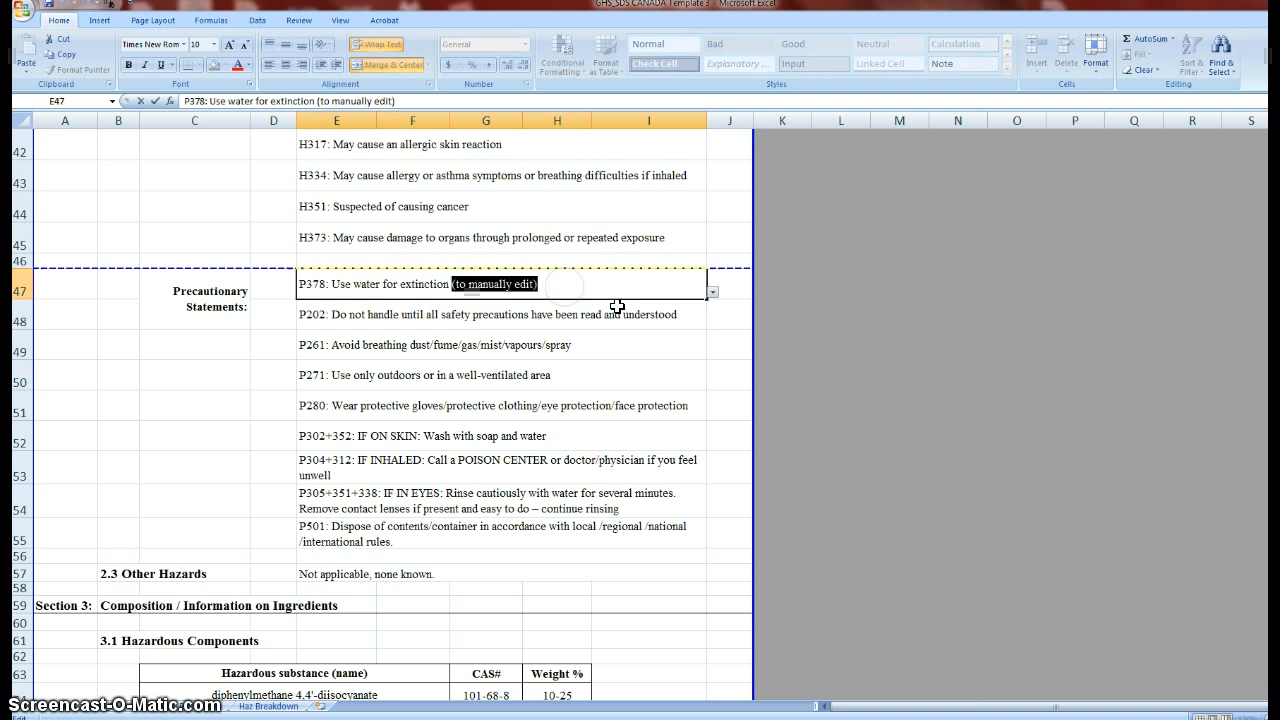 GHS_SDS CANADA Template 3 - Microsoft Excel
Home Insert Page Layout Formulas Data Review View Acrobat
Paste
Cut
Copy
Format Painter
Clipboard
Times New Rom 10
B I U
Font
Wrap Text
Merge & Center
Alignment
General
$ % ,
Number
Conditional Formatting
Format as Table
Normal Bad Good Neutral Calculation
Check Cell Explanatory ... Input Linked Cell Note
Styles
Insert Delete Format
Cells
AutoSum
Fill
Clear
Sort & Filter
Find & Select
Editing
E47 P378: Use water for extinction (to manually edit)
A B C D E F G H I J K L M N O P Q R S
42 H317: May cause an allergic skin reaction
43 H334: May cause allergy or asthma symptoms or breathing difficulties if inhaled
44 H351: Suspected of causing cancer
45 H373: May cause damage to organs through prolonged or repeated exposure
46
47 Precautionary Statements: P378: Use water for extinction (to manually edit)
48 P202: Do not handle until all safety precautions have been read and understood
49 P261: Avoid breathing dust/fume/gas/mist/vapours/spray
50 P271: Use only outdoors or in a well-ventilated area
51 P280: Wear protective gloves/protective clothing/eye protection/face protection
52 P302+352: IF ON SKIN: Wash with soap and water
53 P304+312: IF INHALED: Call a POISON CENTER or doctor/physician if you feel
unwell
54 P305+351+338: IF IN EYES: Rinse cautiously with water for several minutes.
Remove contact lenses if present and easy to do – continue rinsing
55 P501: Dispose of contents/container in accordance with local /regional /national
/international rules.
56
57 2.3 Other Hazards Not applicable, none known.
58
59 Section 3: Composition / Information on Ingredients
60
61 3.1 Hazardous Components
62
63 Hazardous substance (name) CAS# Weight %
diphenylmethane 4,4'-diisocyanate 101-68-8 10-25
Screencast-O-Matic.com
Haz Breakdown